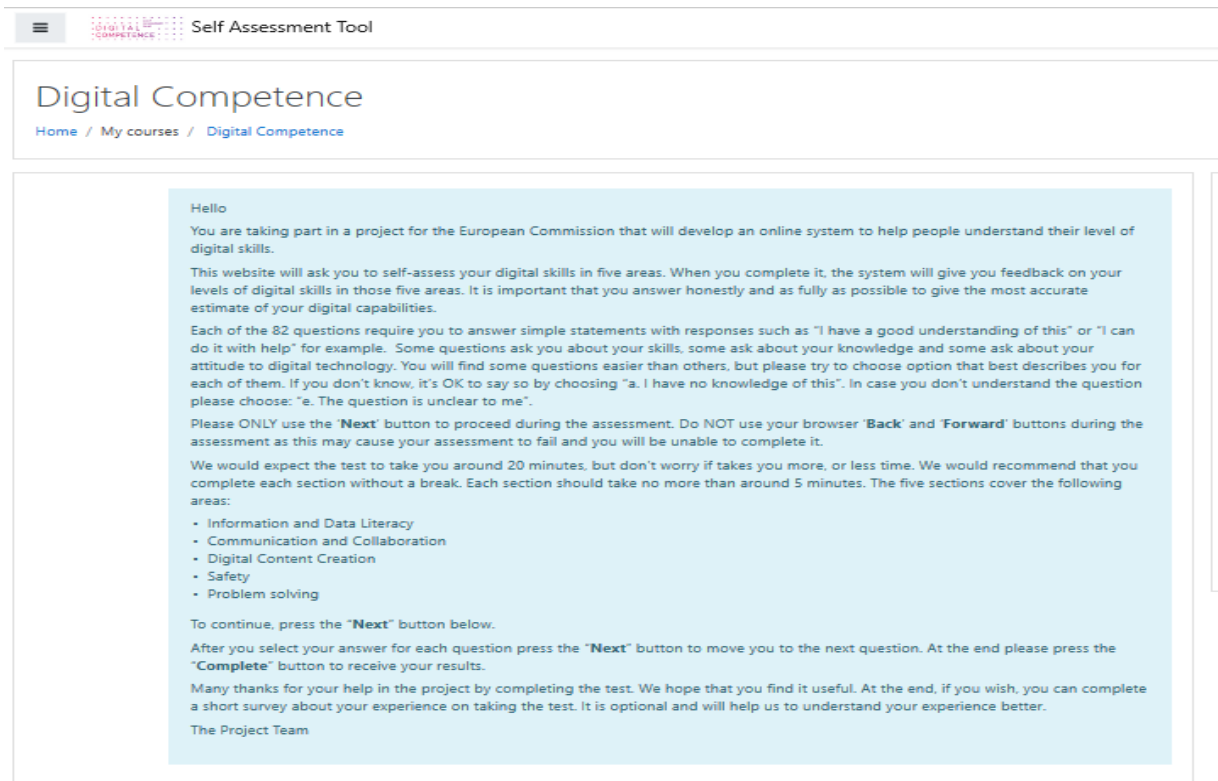 DIGITAL
COMPETENCE
Self Assessment Tool
Digital Competence
Home / My courses / Digital Competence
Hello
You are taking part in a project for the European Commission that will develop an online system to help people understand their level of
digital skills.
This website will ask you to self-assess your digital skills in five areas. When you complete it, the system will give you feedback on your
levels of digital skills in those five areas. It is important that you answer honestly and as fully as possible to give the most accurate
estimate of your digital capabilities.
Each of the 82 questions require you to answer simple statements with responses such as "I have a good understanding of this" or "I can
do it with help" for example. Some questions ask you about your skills, some ask about your knowledge and some ask about your
attitude to digital technology. You will find some questions easier than others, but please try to choose option that best describes you for
each of them. If you don't know, it's OK to say so by choosing "a. I have no knowledge of this". In case you don't understand the question
please choose: "e. The question is unclear to me".
Please ONLY use the 'Next' button to proceed during the assessment. Do NOT use your browser 'Back' and 'Forward' buttons during the
assessment as this may cause your assessment to fail and you will be unable to complete it.
We would expect the test to take you around 20 minutes, but don't worry if takes you more, or less time. We would recommend that you
complete each section without a break. Each section should take no more than around 5 minutes. The five sections cover the following
areas:
• Information and Data Literacy
• Communication and Collaboration
• Digital Content Creation
• Safety
• Problem solving
To continue, press the "Next" button below.
After you select your answer for each question press the "Next" button to move you to the next question. At the end please press the
"Complete" button to receive your results.
Many thanks for your help in the project by completing the test. We hope that you find it useful. At the end, if you wish, you can complete
a short survey about your experience on taking the test. It is optional and will help us to understand your experience better.
The Project Team